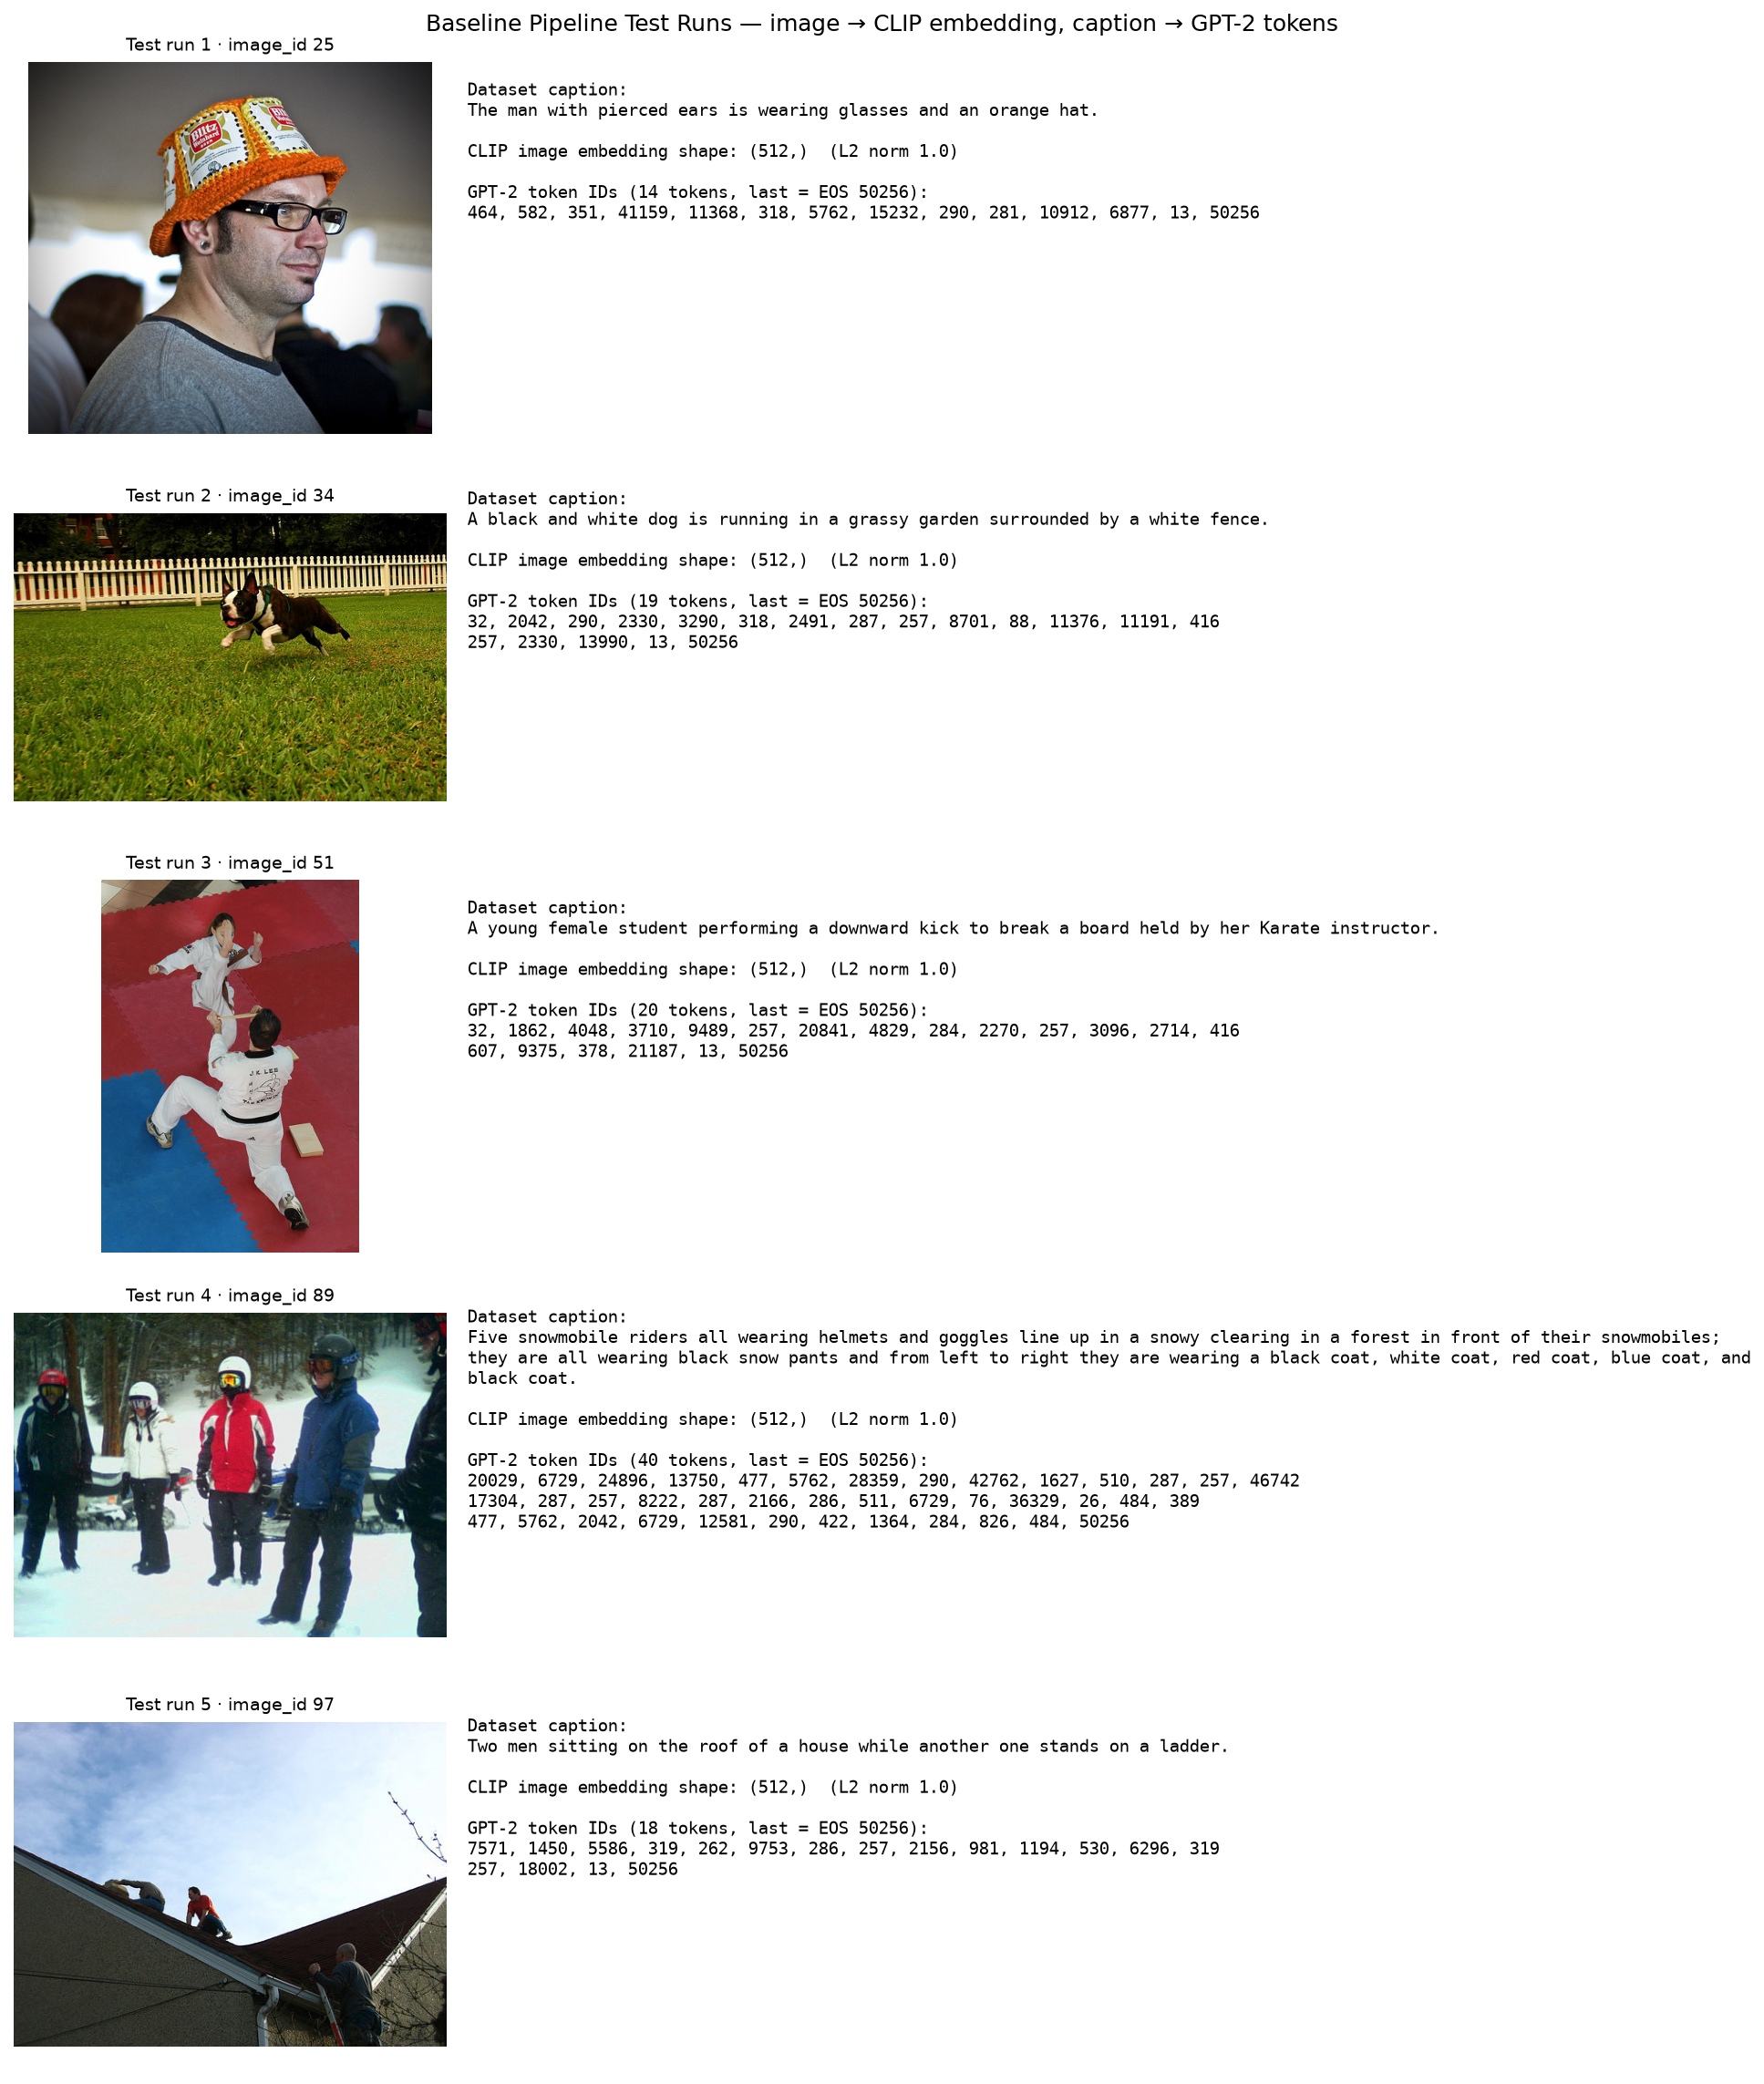 Baseline Pipeline Test Runs — image → CLIP embedding, caption → GPT-2 tokens
Test run 1 · image_id 25
Blitz
Weinhard
Dataset caption:
The man with pierced ears is wearing glasses and an orange hat.
CLIP image embedding shape: (512,)  (L2 norm 1.0)
GPT-2 token IDs (14 tokens, last = EOS 50256):
464, 582, 351, 41159, 11368, 318, 5762, 15232, 290, 281, 10912, 6877, 13, 50256
Test run 2 · image_id 34
Dataset caption:
A black and white dog is running in a grassy garden surrounded by a white fence.
CLIP image embedding shape: (512,)  (L2 norm 1.0)
GPT-2 token IDs (19 tokens, last = EOS 50256):
32, 2042, 290, 2330, 3290, 318, 2491, 287, 257, 8701, 88, 11376, 11191, 416
257, 2330, 13990, 13, 50256
Test run 3 · image_id 51
J.K. LEE
Dataset caption:
A young female student performing a downward kick to break a board held by her Karate instructor.
CLIP image embedding shape: (512,)  (L2 norm 1.0)
GPT-2 token IDs (20 tokens, last = EOS 50256):
32, 1862, 4048, 3710, 9489, 257, 20841, 4829, 284, 2270, 257, 3096, 2714, 416
607, 9375, 378, 21187, 13, 50256
Test run 4 · image_id 89
Dataset caption:
Five snowmobile riders all wearing helmets and goggles line up in a snowy clearing in a forest in front of their snowmobiles;
they are all wearing black snow pants and from left to right they are wearing a black coat, white coat, red coat, blue coat, and
black coat.
CLIP image embedding shape: (512,)  (L2 norm 1.0)
GPT-2 token IDs (40 tokens, last = EOS 50256):
20029, 6729, 24896, 13750, 477, 5762, 28359, 290, 42762, 1627, 510, 287, 257, 46742
17304, 287, 257, 8222, 287, 2166, 286, 511, 6729, 76, 36329, 26, 484, 389
477, 5762, 2042, 6729, 12581, 290, 422, 1364, 284, 826, 484, 50256
Test run 5 · image_id 97
Dataset caption:
Two men sitting on the roof of a house while another one stands on a ladder.
CLIP image embedding shape: (512,)  (L2 norm 1.0)
GPT-2 token IDs (18 tokens, last = EOS 50256):
7571, 1450, 5586, 319, 262, 9753, 286, 257, 2156, 981, 1194, 530, 6296, 319
257, 18002, 13, 50256